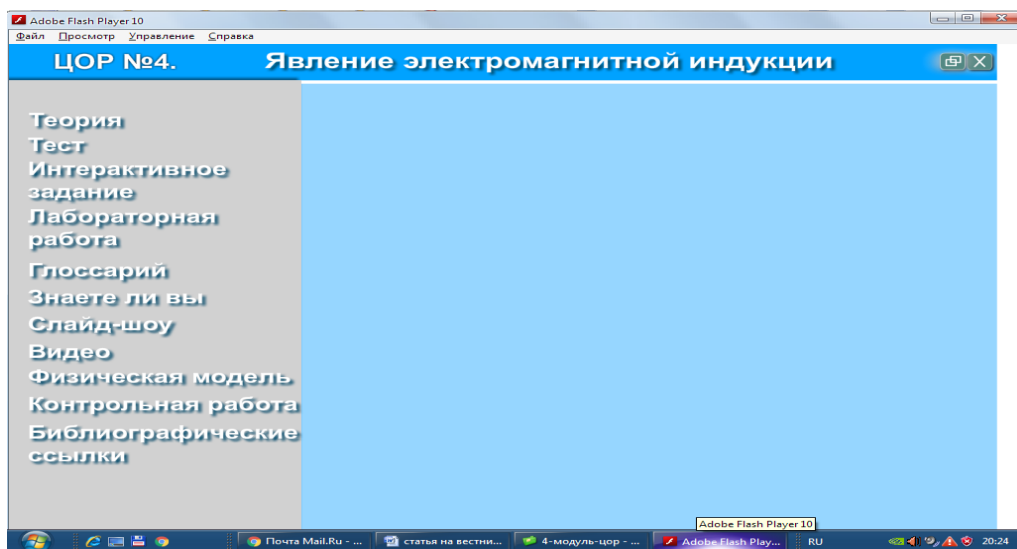 Adobe Flash Player 10
Файл Просмотр Управление Справка
ЦОР №4. Явление электромагнитной индукции
Теория
Тест
Интерактивное
задание
Лабораторная
работа
Глоссарий
Знаете ли вы
Слайд-шоу
Видео
Физическая модель
Контрольная работа
Библиографические
ссылки
Adobe Flash Player 10
Почта Mail.Ru - ... статья на вестни... 4-модуль-цор - ... Adobe Flash Play... RU 20:24